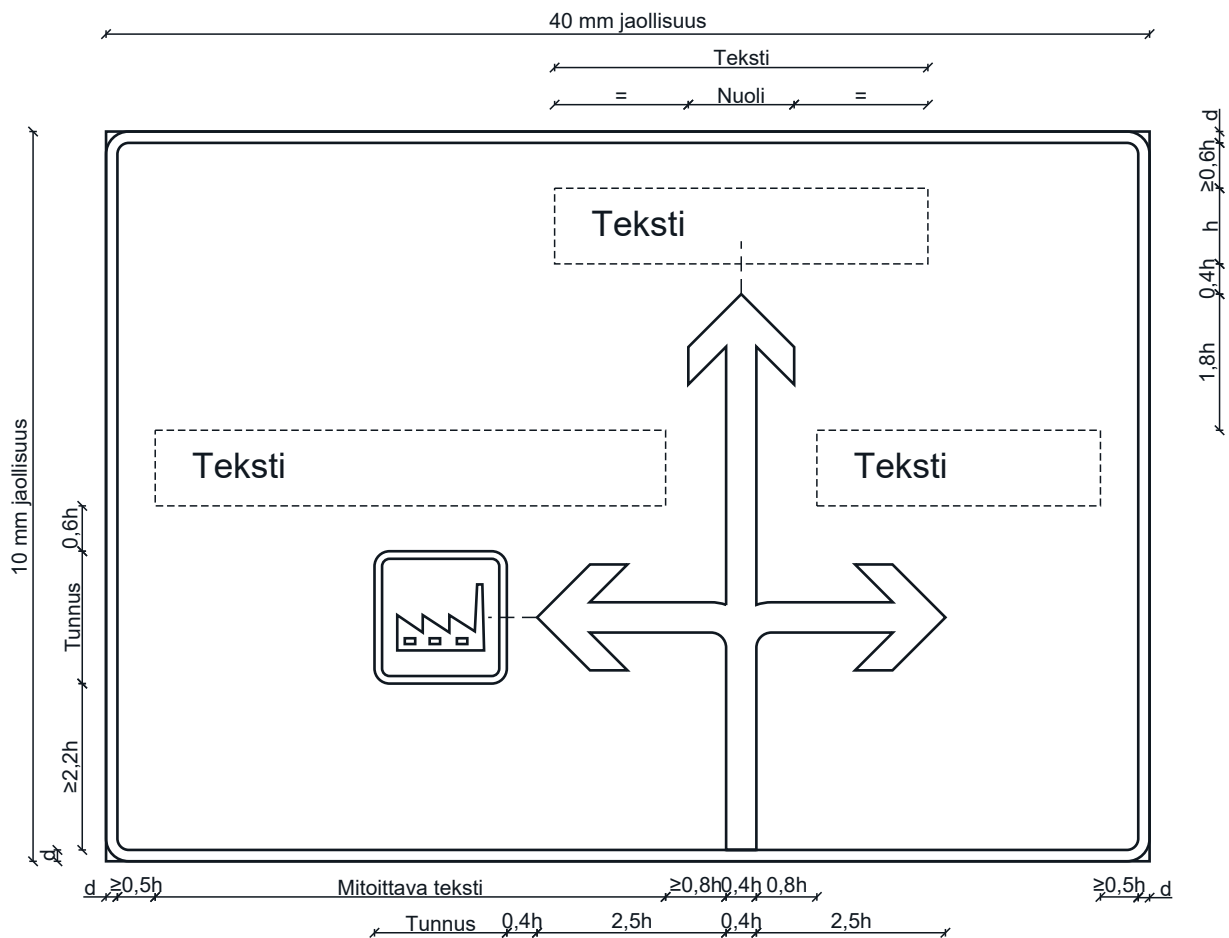 40 mm jaollisuus
Teksti
= Nuoli =
d
≥0,6h
h
0,4h
1,8h
Teksti
Teksti
Teksti
10 mm jaollisuus
0,6h
Tunnus
≥2,2h
d
d ≥0,5h Mitoittava teksti ≥0,8h 0,4h 0,8h ≥0,5h d
Tunnus 0,4h 2,5h 0,4h 2,5h